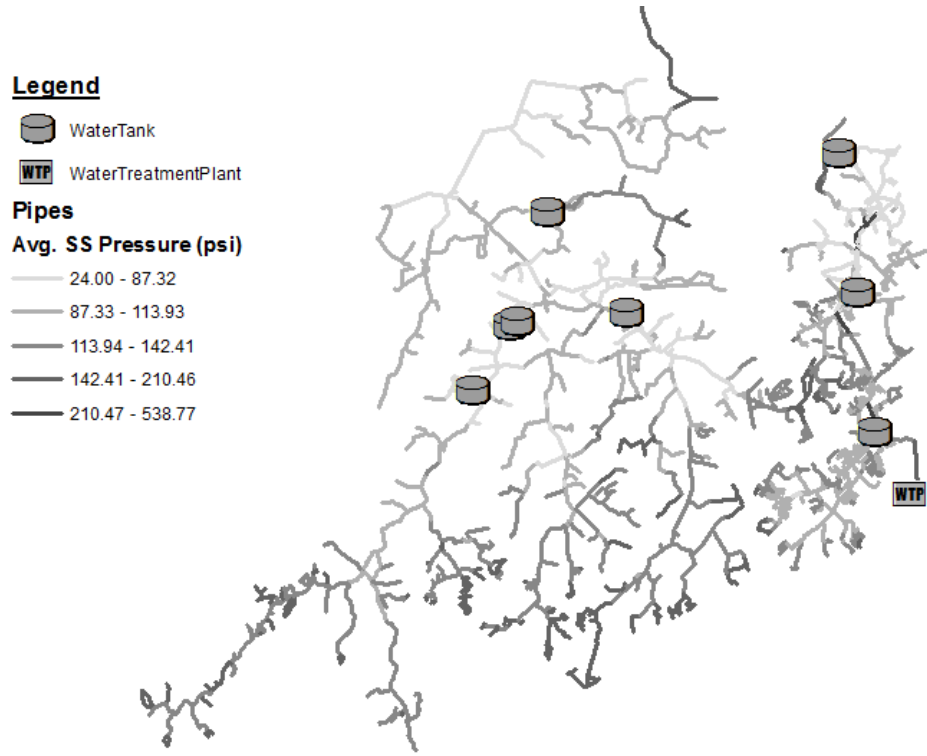 Legend
WaterTank
WTP WaterTreatmentPlant
Pipes
Avg. SS Pressure (psi)
24.00 - 87.32
87.33 - 113.93
113.94 - 142.41
142.41 - 210.46
210.47 - 538.77
WTP